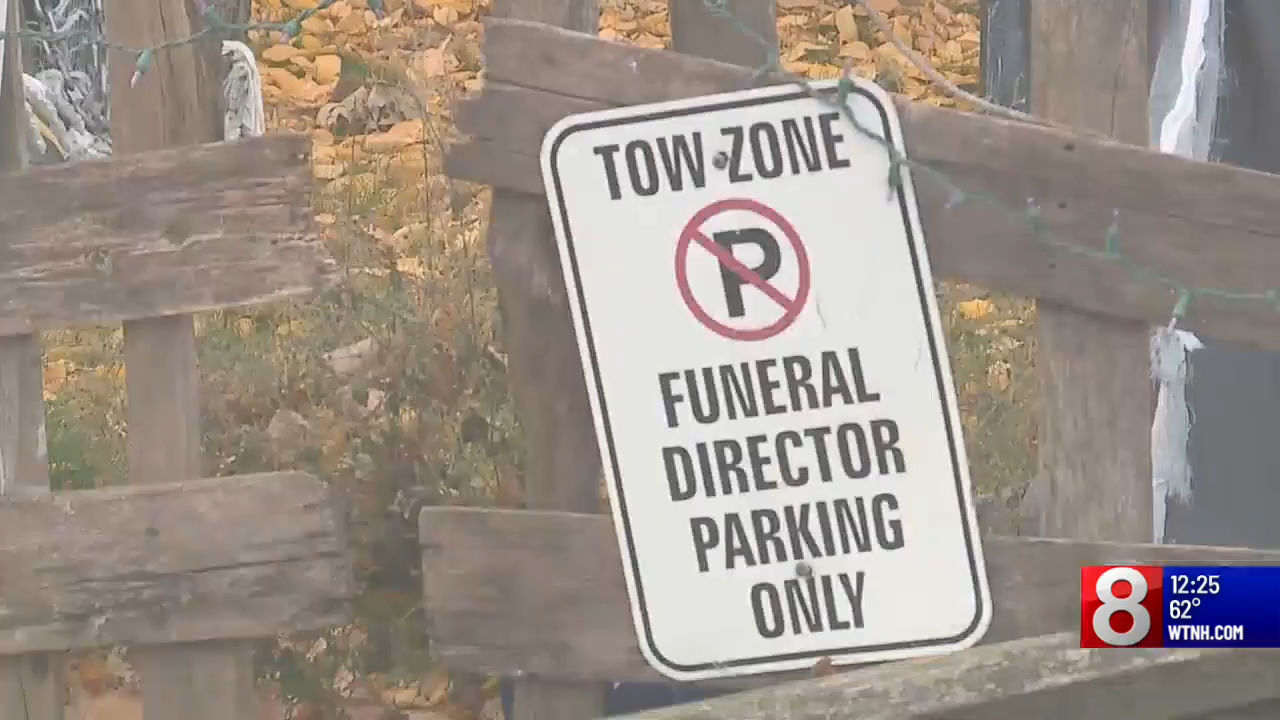 TOW ZONE
P
FUNERAL
DIRECTOR
PARKING
ONLY
8
12:25
62°
WTNH.COM